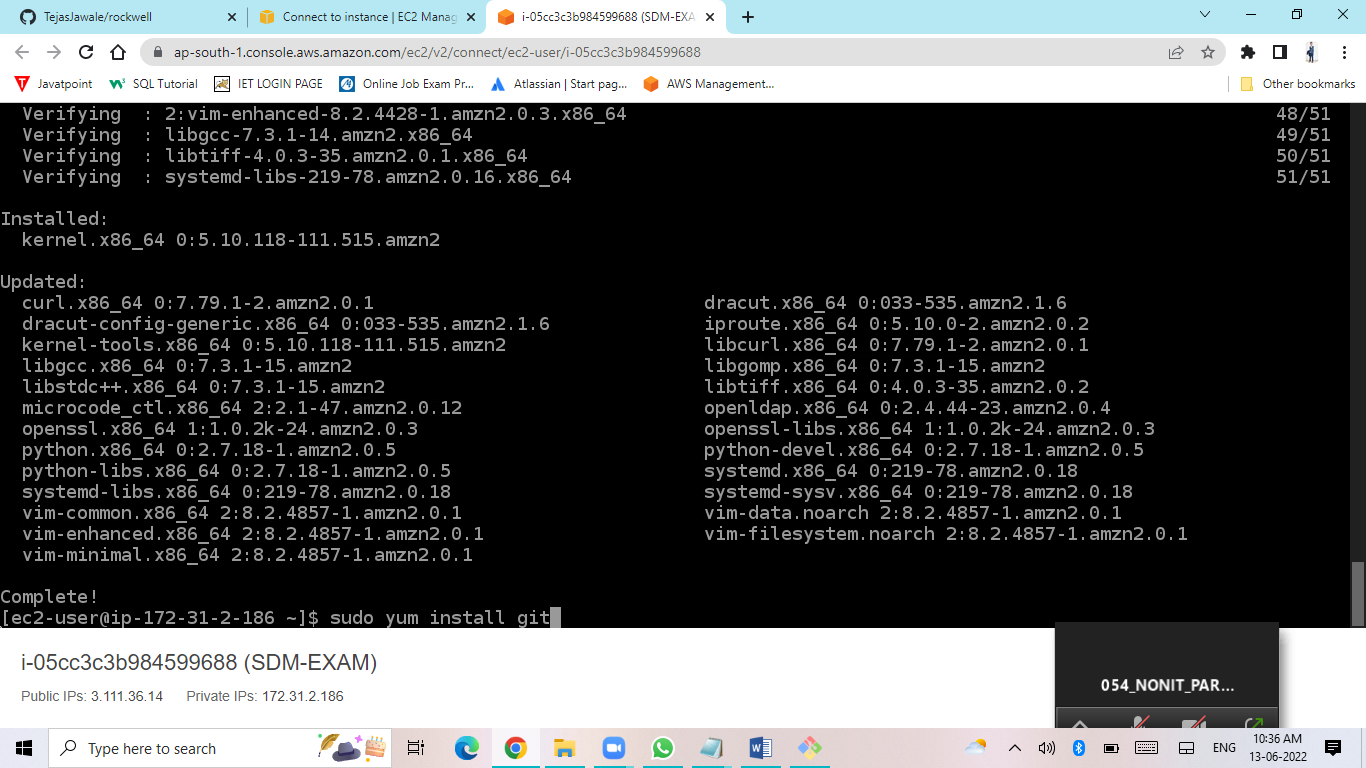 TejasJawale/rockwell
Connect to instance | EC2 Manag
i-05cc3c3b984599688 (SDM-EXA
ap-south-1.console.aws.amazon.com/ec2/v2/connect/ec2-user/i-05cc3c3b984599688
Javatpoint SQL Tutorial IET LOGIN PAGE Online Job Exam Pr... Atlassian | Start pag... AWS Management... Other bookmarks
Verifying : 2:vim-enhanced-8.2.4428-1.amzn2.0.3.x86_64 48/51
Verifying : libgcc-7.3.1-14.amzn2.x86_64 49/51
Verifying : libtiff-4.0.3-35.amzn2.0.1.x86_64 50/51
Verifying : systemd-libs-219-78.amzn2.0.16.x86_64 51/51
Installed:
kernel.x86_64 0:5.10.118-111.515.amzn2
Updated:
curl.x86_64 0:7.79.1-2.amzn2.0.1 dracut.x86_64 0:033-535.amzn2.1.6
dracut-config-generic.x86_64 0:033-535.amzn2.1.6 iproute.x86_64 0:5.10.0-2.amzn2.0.2
kernel-tools.x86_64 0:5.10.118-111.515.amzn2 libcurl.x86_64 0:7.79.1-2.amzn2.0.1
libgcc.x86_64 0:7.3.1-15.amzn2 libgomp.x86_64 0:7.3.1-15.amzn2
libstdc++.x86_64 0:7.3.1-15.amzn2 libtiff.x86_64 0:4.0.3-35.amzn2.0.2
microcode_ctl.x86_64 2:2.1-47.amzn2.0.12 openldap.x86_64 0:2.4.44-23.amzn2.0.4
openssl.x86_64 1:1.0.2k-24.amzn2.0.3 openssl-libs.x86_64 1:1.0.2k-24.amzn2.0.3
python.x86_64 0:2.7.18-1.amzn2.0.5 python-devel.x86_64 0:2.7.18-1.amzn2.0.5
python-libs.x86_64 0:2.7.18-1.amzn2.0.5 systemd.x86_64 0:219-78.amzn2.0.18
systemd-libs.x86_64 0:219-78.amzn2.0.18 systemd-sysv.x86_64 0:219-78.amzn2.0.18
vim-common.x86_64 2:8.2.4857-1.amzn2.0.1 vim-data.noarch 2:8.2.4857-1.amzn2.0.1
vim-enhanced.x86_64 2:8.2.4857-1.amzn2.0.1 vim-filesystem.noarch 2:8.2.4857-1.amzn2.0.1
vim-minimal.x86_64 2:8.2.4857-1.amzn2.0.1
Complete!
[ec2-user@ip-172-31-2-186 ~]$ sudo yum install git
i-05cc3c3b984599688 (SDM-EXAM)
Public IPs: 3.111.36.14 Private IPs: 172.31.2.186
054_NONIT_PAR...
Type here to search
ENG
10:36 AM
13-06-2022